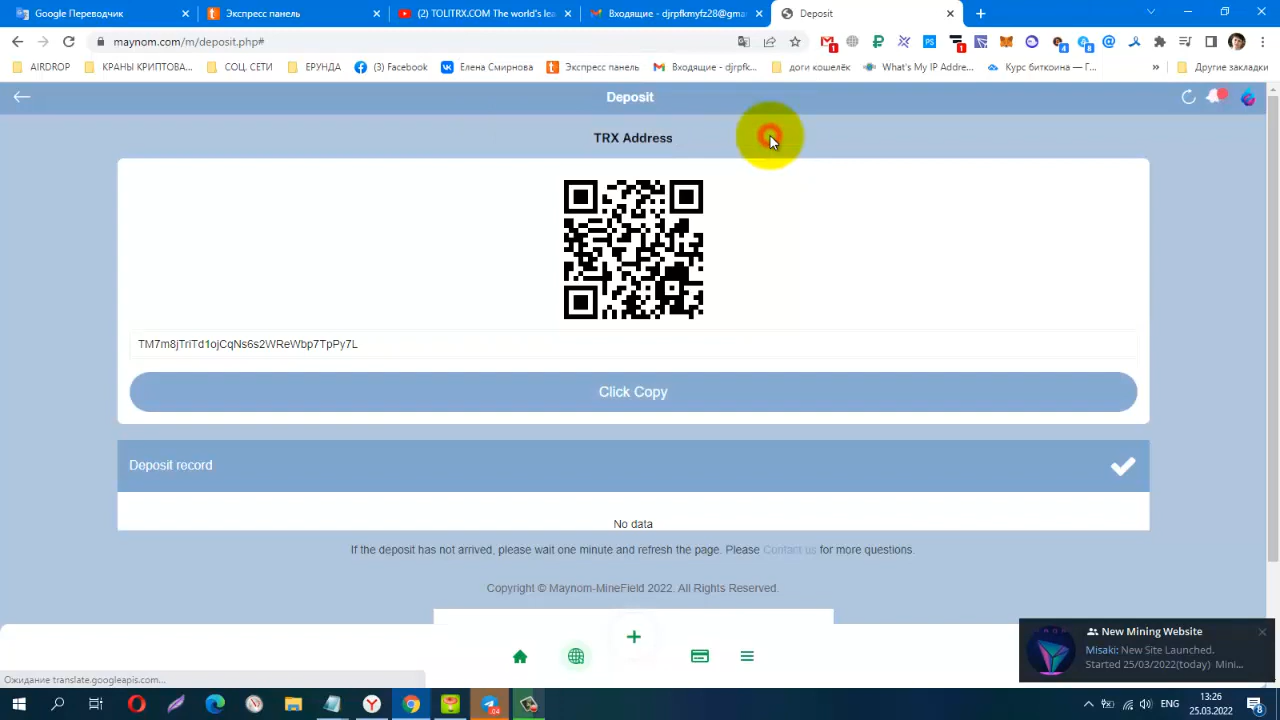 Google Переводчик
Экспресс панель
(2) TOLITRX.COM The world's lea
Входящие - djrpfkmyfz28@gma
Deposit
maynom.com/m/deposit.php#
AIRDROP
КРАНЫ КРИПТОВА...
СОЦ. СЕТИ
ЕРУНДА
(3) Facebook
Елена Смирнова
Экспресс панель
Входящие - djrpf...
доги кошелёк
What's My IP Addre...
Курс биткоина — Г...
»
Другие закладки
Deposit
TRX Address
TM7m8jTriTd1ojCqNs6s2WReWbp7TpPy7L
Click Copy
Deposit record
No data
If the deposit has not arrived, please wait one minute and refresh the page. Please Contact us for more questions.
Copyright © Maynom-MineField 2022. All Rights Reserved.
New Mining Website
Misaki: New Site Launched.
Started 25/03/2022(today) Mini...
Ожидание translate.googleapis.com...
ENG
13:26
25.03.2022